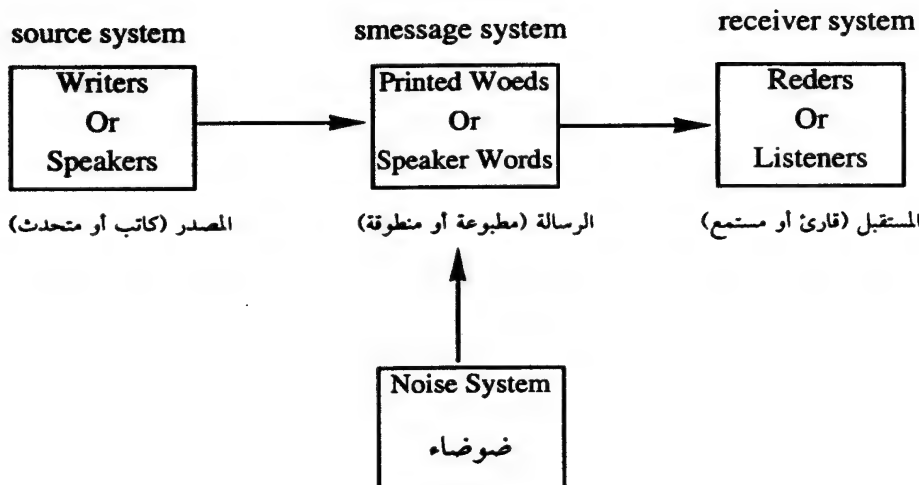 source system
smessage system
receiver system
Writers
Or
Speakers
Printed Woeds
Or
Speaker Words
Reders
Or
Listeners
المصدر (كاتب أو متحدث)
الرسالة (مطبوعة أو منطوقة)
المستقبل (قارئ أو مستمع)
Noise System
ضوضاء